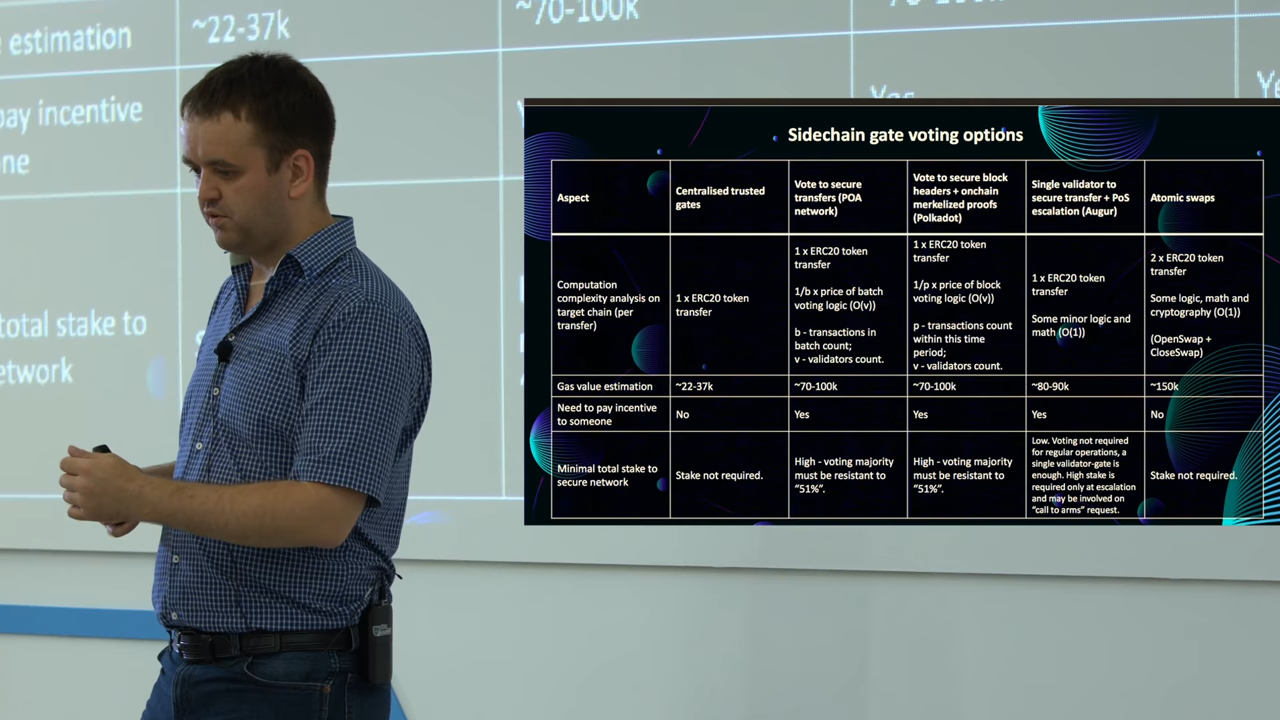 estimation
~22-37k
~70-100k
pay incentive
one
total stake to
etwork
Sidechain gate voting options
Aspect
Centralised trusted
gates
Vote to secure
transfers (POA
network)
Vote to secure block
headers + onchain
merkelized proofs
(Polkadot)
Single validator to
secure transfer + PoS
escalation (Augur)
Atomic swaps
Computation
complexity analysis on
target chain (per
transfer)
1 x ERC20 token
transfer
1 x ERC20 token
transfer
1/b x price of batch
voting logic (O(v))
b - transactions in
batch count;
v - validators count.
1 x ERC20 token
transfer
1/p x price of block
voting logic (O(v))
p - transactions count
within this time
period;
v - validators count.
1 x ERC20 token
transfer
Some minor logic and
math (O(1))
2 x ERC20 token
transfer
Some logic, math and
cryptography (O(1))
(OpenSwap +
CloseSwap)
Gas value estimation
~22-37k
~70-100k
~70-100k
~80-90k
~150k
Need to pay incentive
to someone
No
Yes
Yes
Yes
No
Minimal total stake to
secure network
Stake not required.
High - voting majority
must be resistant to
“51%”.
High - voting majority
must be resistant to
“51%”.
Low. Voting not required
for regular operations, a
single validator-gate is
enough. High stake is
required only at escalation
and may be involved on
“call to arms” request.
Stake not required.